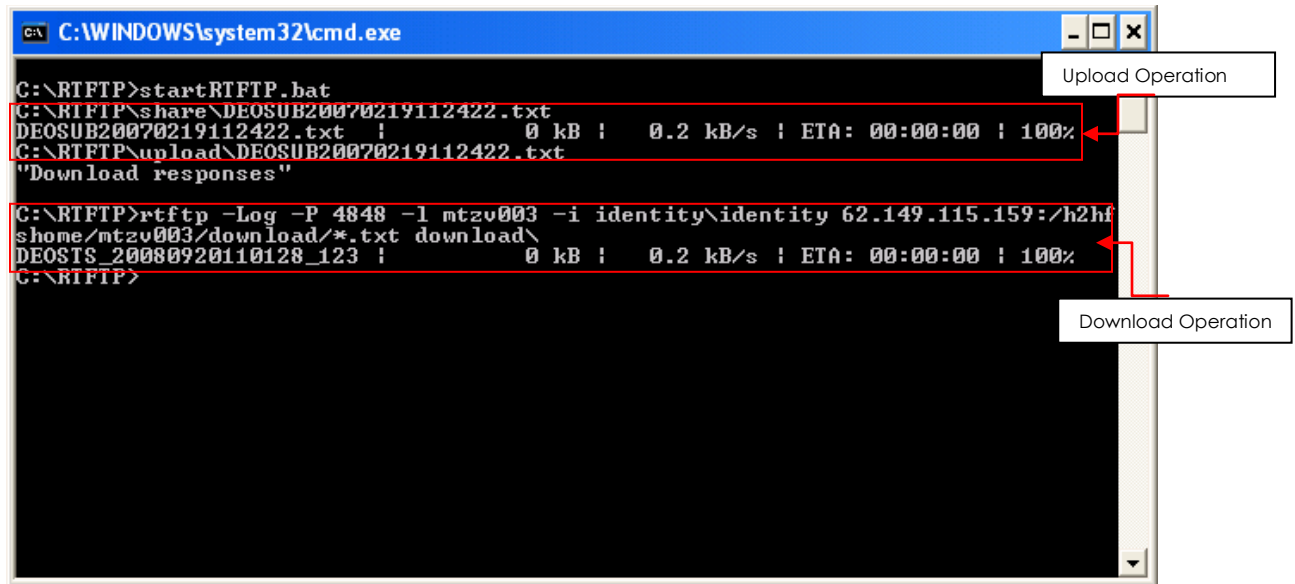 C:\WINDOWS\system32\cmd.exe
Upload Operation
C:\RTFTP>startRTFTP.bat
C:\RTFTP\share\DEOSUB20070219112422.txt
DEOSUB20070219112422.txt | 0 kB | 0.2 kB/s | ETA: 00:00:00 | 100%
C:\RTFTP\upload\DEOSUB20070219112422.txt
"Download responses"
C:\RTFTP>rtftp -Log -P 4848 -l mtzv003 -i identity\identity 62.149.115.159:/h2hf
shome/mtzv003/download/*.txt download\
DEOSTS_20080920110128_123 | 0 kB | 0.2 kB/s | ETA: 00:00:00 | 100%
C:\RTFTP>
Download Operation